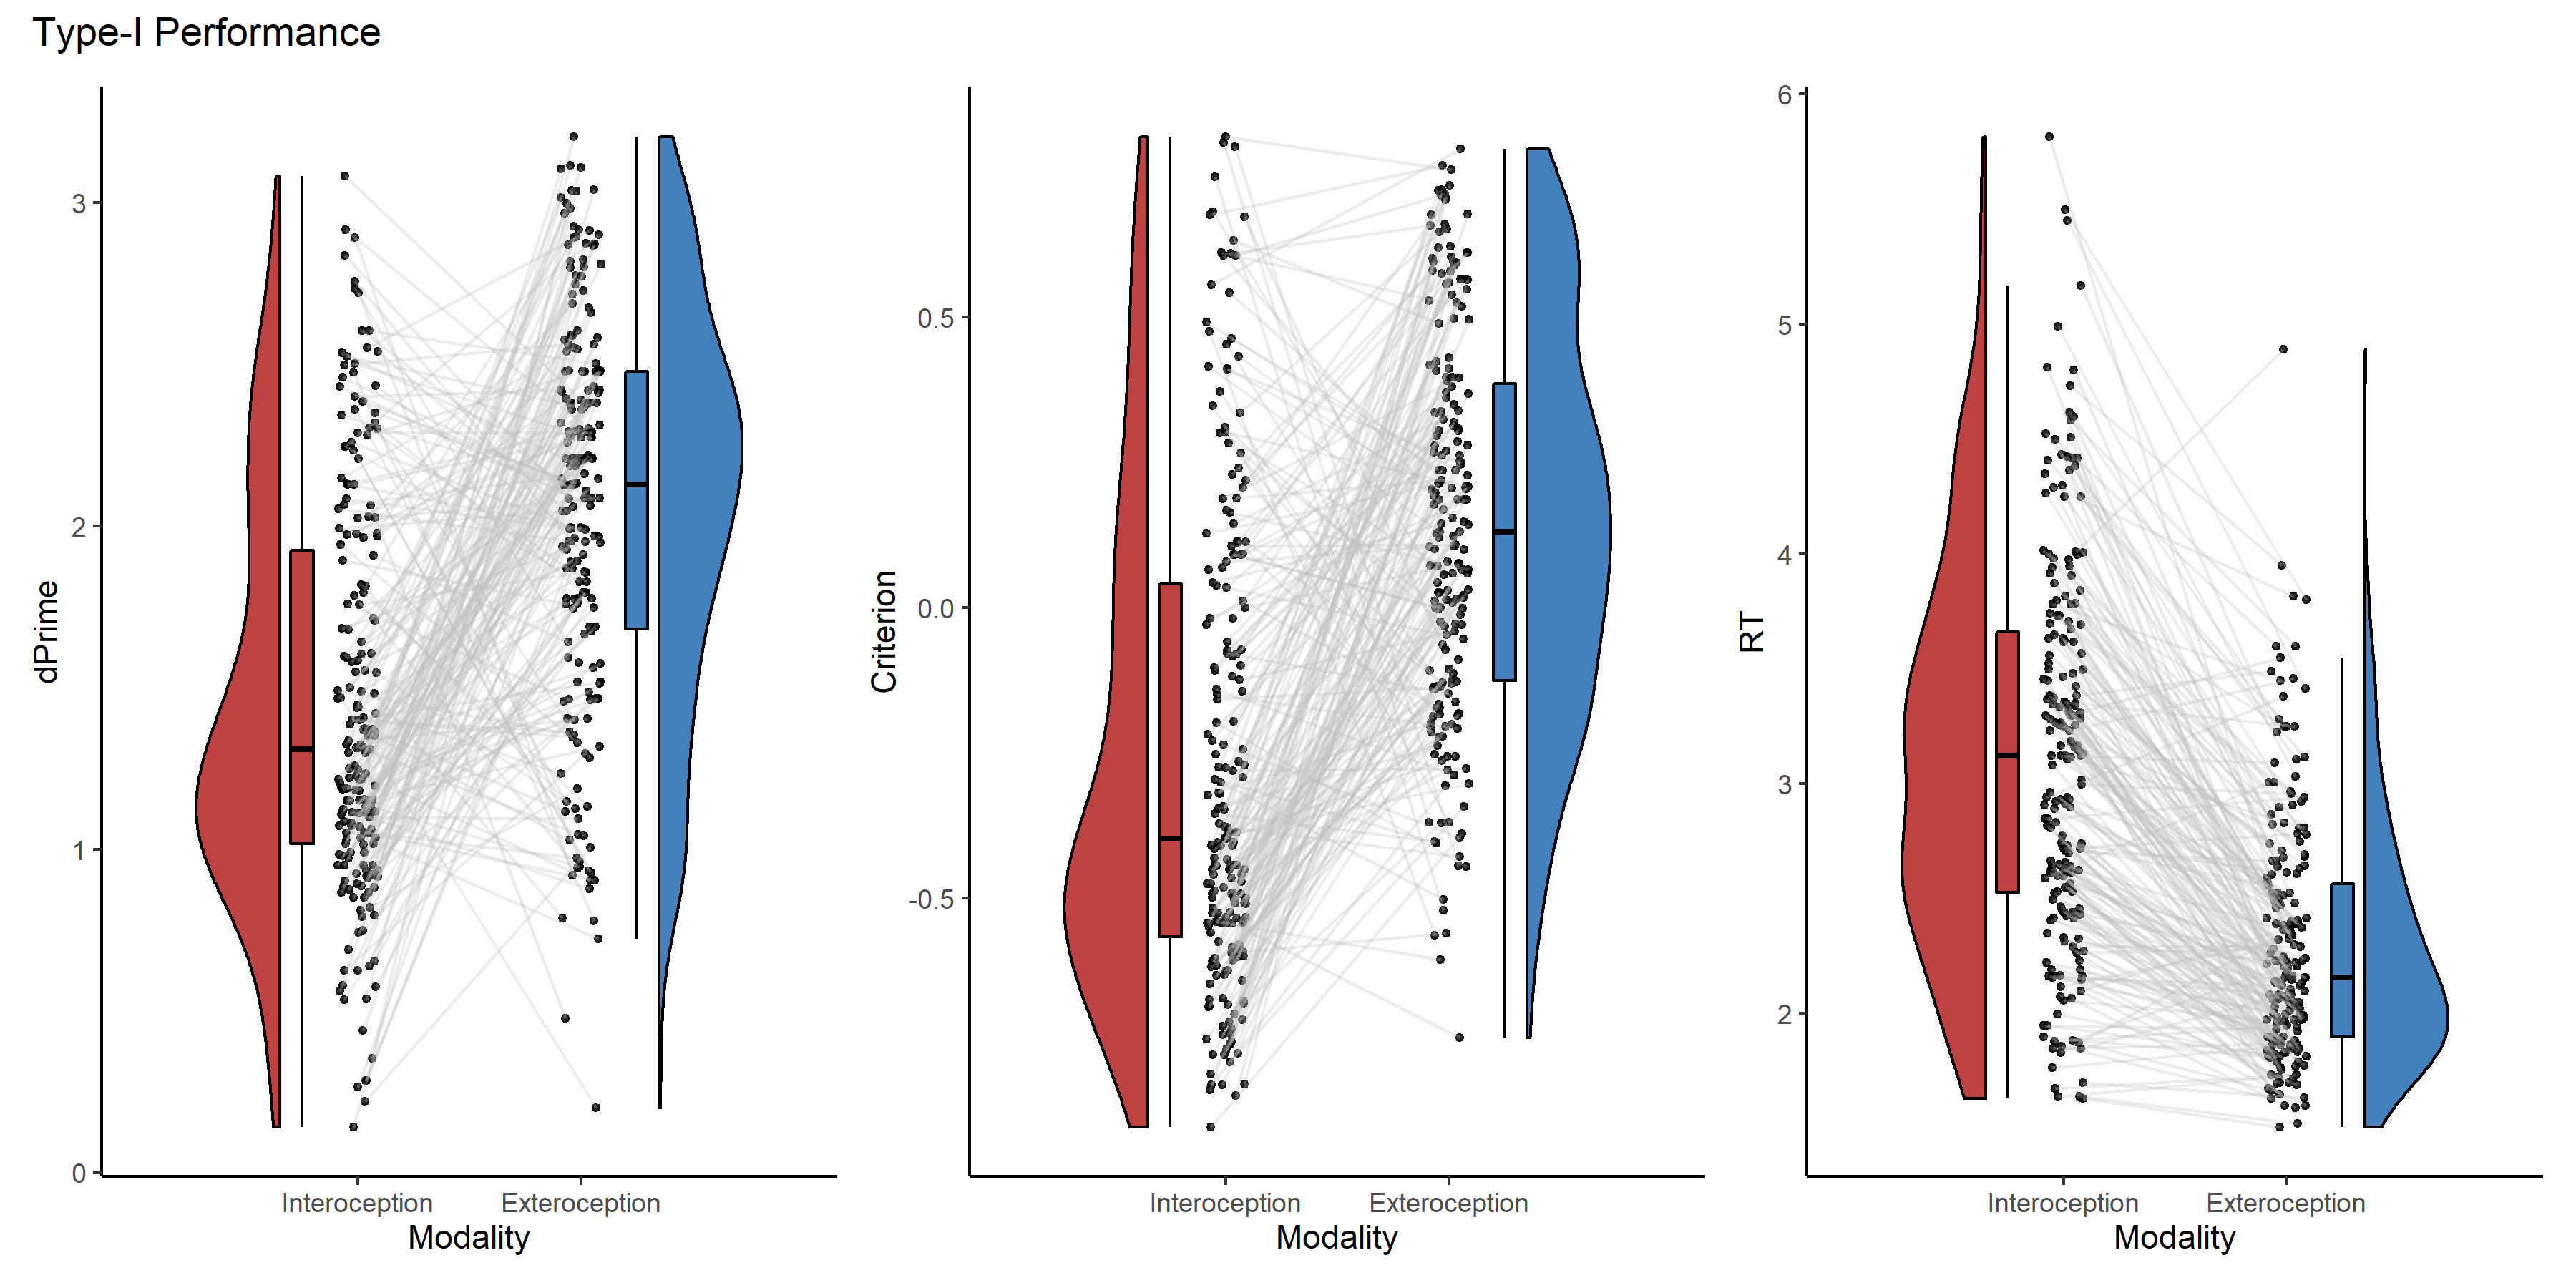 Type-I Performance
dPrime
3
2
1
0
Interoception Exteroception
Modality
Criterion
0.5
0.0
-0.5
Interoception Exteroception
Modality
RT
6
5
4
3
2
Interoception Exteroception
Modality